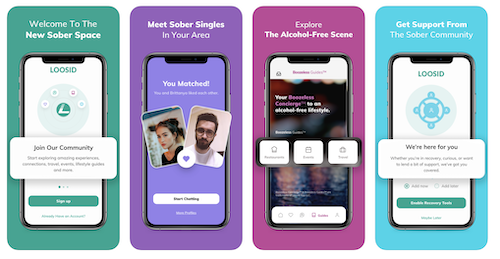 Welcome To The
New Sober Space
LOOSID
Join Our Community
Start exploring amazing experiences,
connections, travel, events, lifestyle guides
and more.
Sign up
Already Have an Account?
Meet Sober Singles
In Your Area
You Matched!
You and Brittanya liked each other.
Start Chatting
Explore
The Alcohol-Free Scene
Boozeless Guides™
Your Boozeless
Concierge™ to an
alcohol-free lifestyle.
Boozeless Guides™
Restaurants
Events
Travel
Guides
Get Support From
The Sober Community
LOOSID
We're here for you
Whether you're in recovery, curious, or want
to lend a lot of support, we've got you
covered.
Add now
Add later
Enable Recovery Tools
Maybe Later